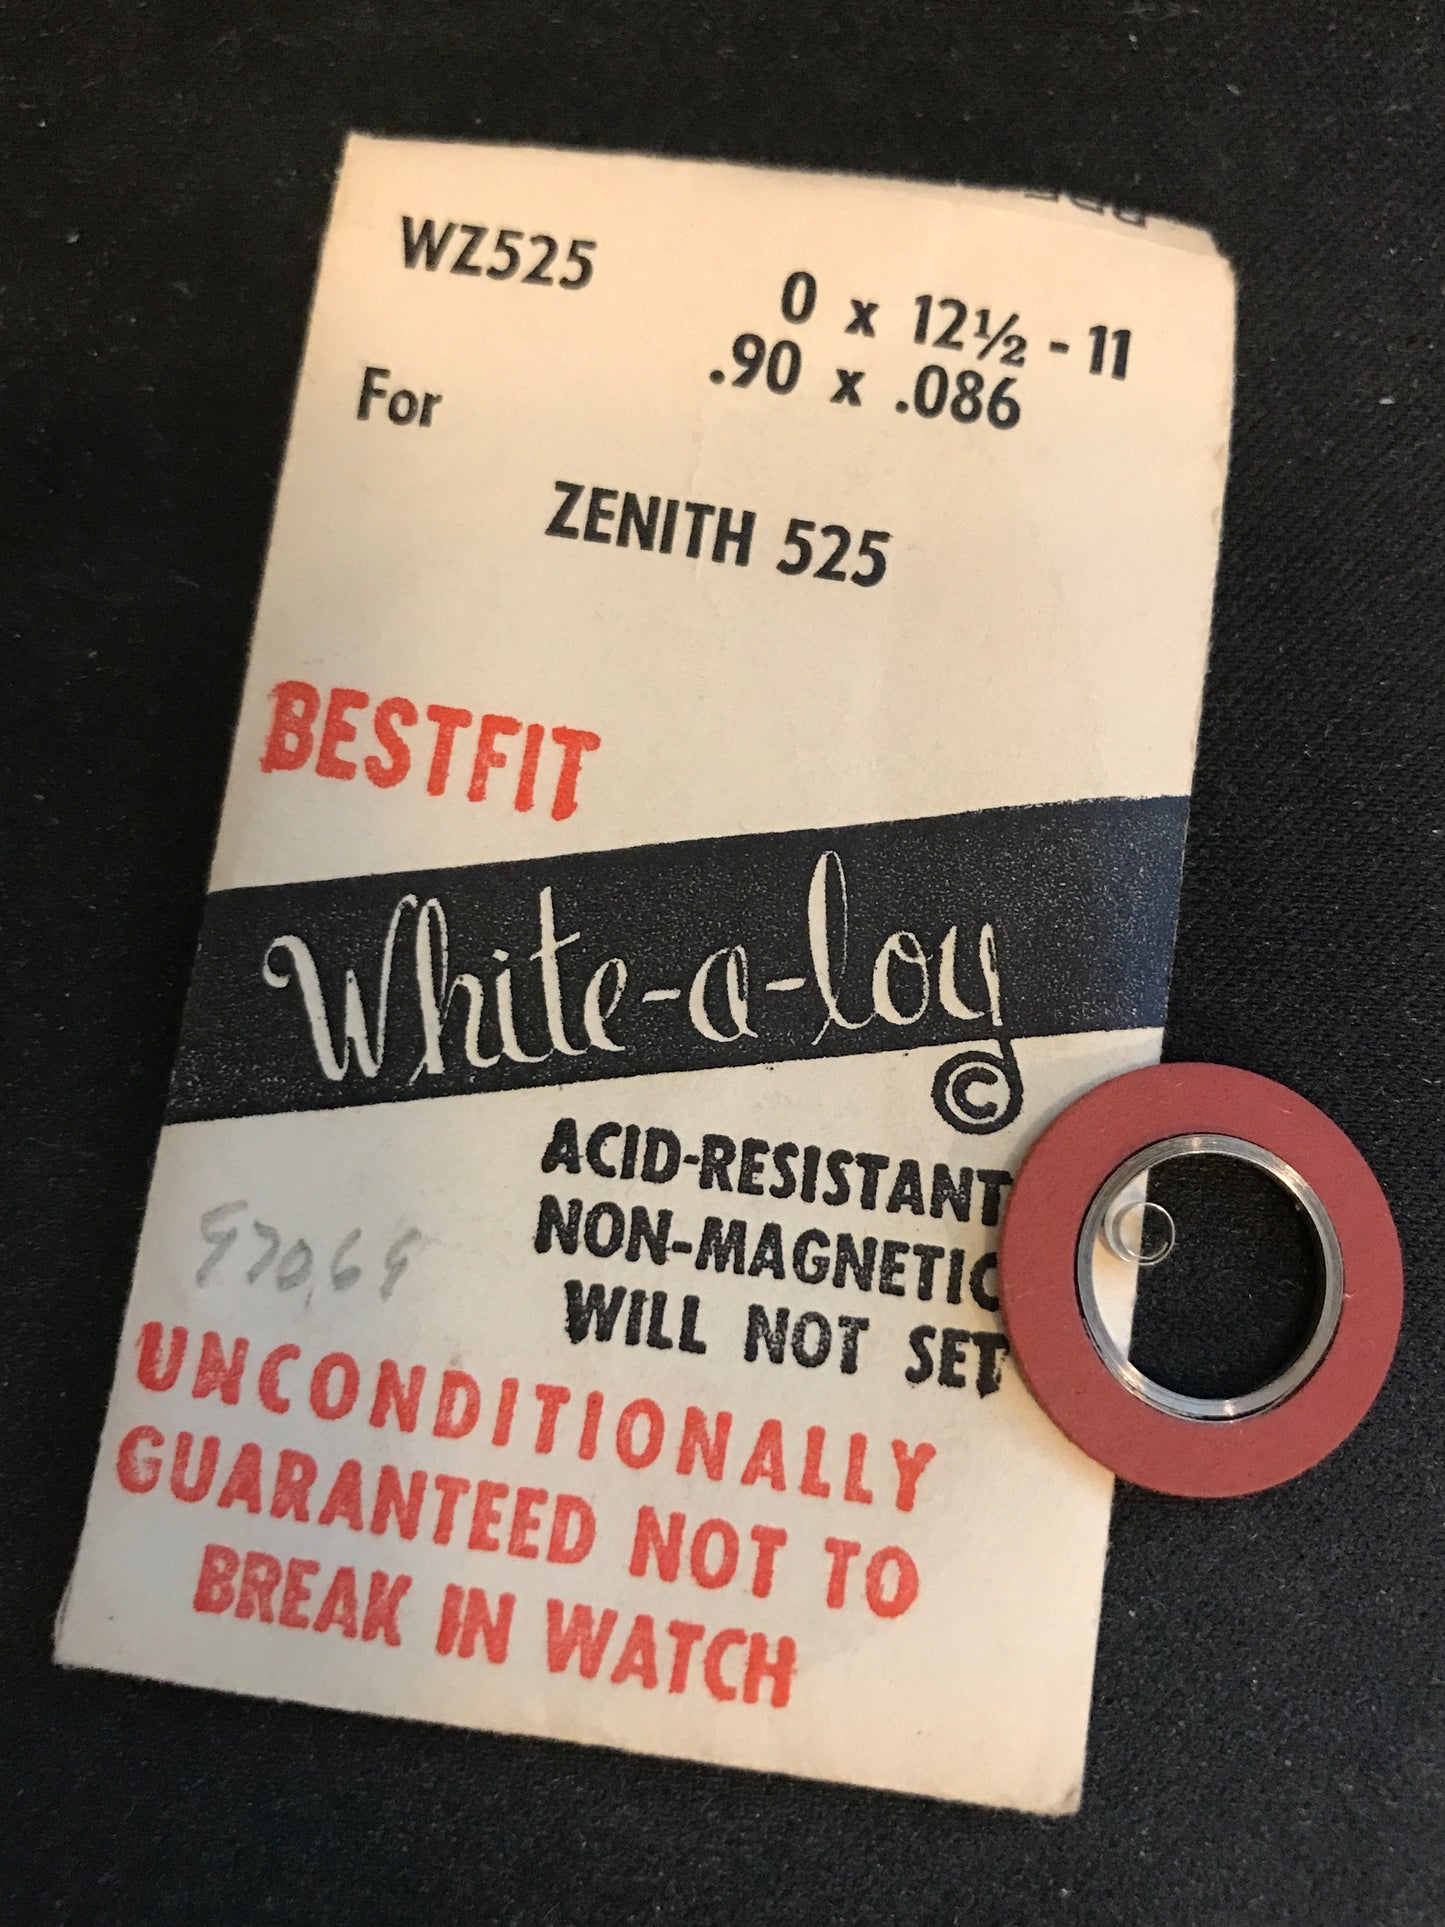 WZ525
0 x 12½ - 11
.90 x .086
For
ZENITH 525
BESTFIT
White-a-loy
©
ACID-RESISTANT
NON-MAGNETIC
WILL NOT SET
UNCONDITIONALLY
GUARANTEED NOT TO
BREAK IN WATCH